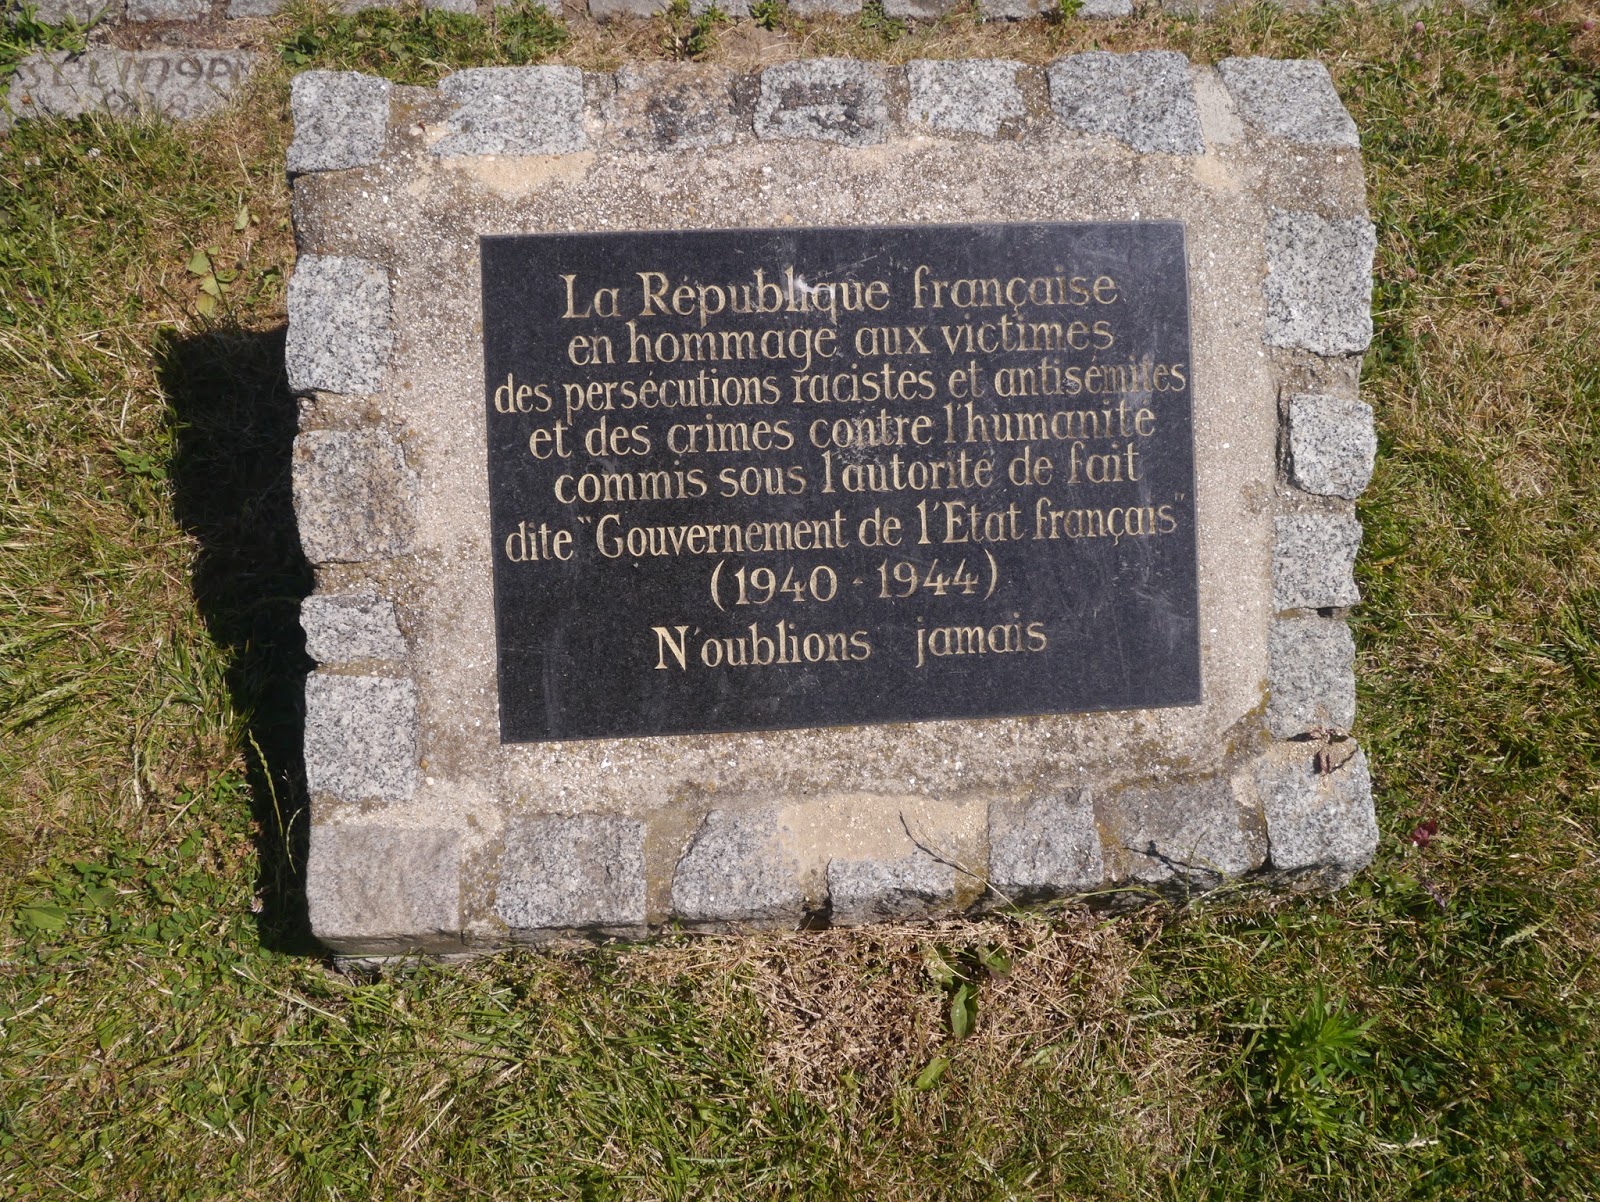 La République française
en hommage aux victimes
des persécutions racistes et antisémites
et des crimes contre l'humanité
commis sous l'autorité de fait
dite "Gouvernement de l'Etat français"
(1940 - 1944)
N'oublions jamais